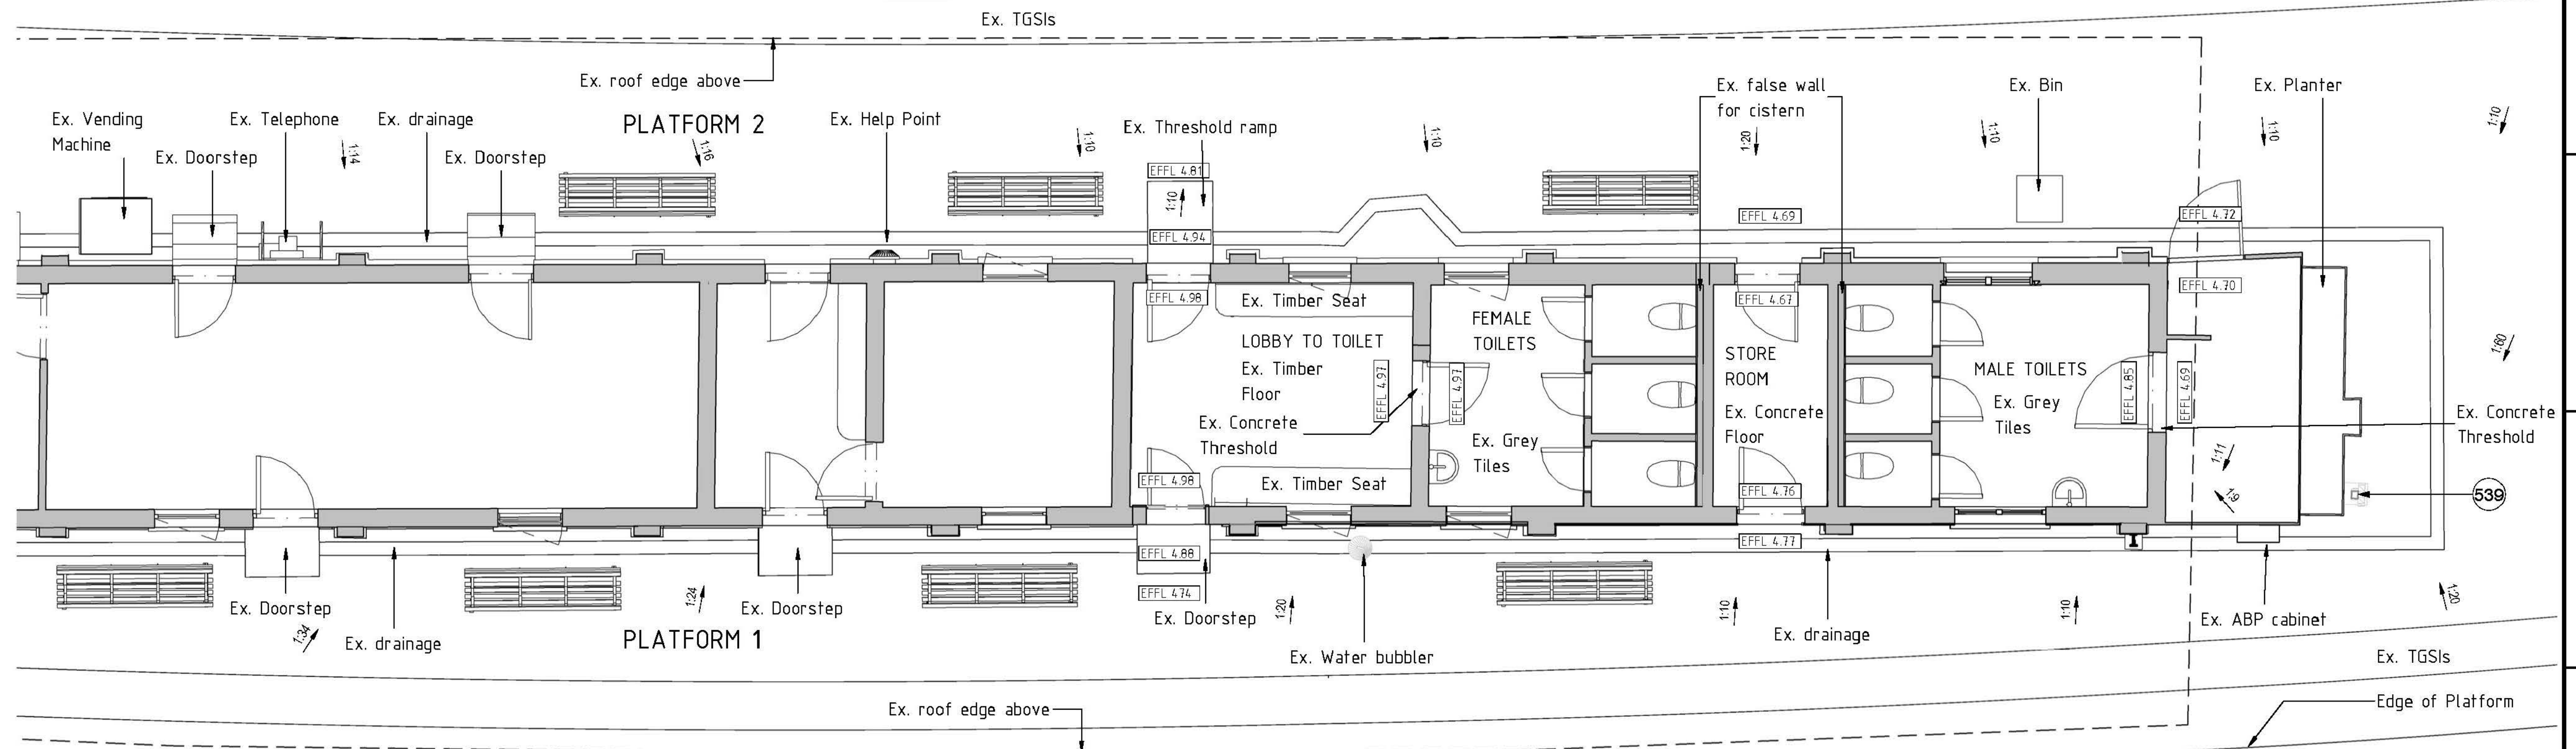 Ex. TGSIs
Ex. roof edge above
Ex. Vending
Machine
Ex. Doorstep
Ex. Telephone
Ex. drainage
Ex. Doorstep
PLATFORM 2
Ex. Help Point
Ex. Threshold ramp
Ex. false wall
for cistern
Ex. Bin
Ex. Planter
1:14
1:16
1:10
1:10
1:20
1:10
1:10
1:10
EFFL 4.81
1:10
EFFL 4.94
EFFL 4.69
EFFL 4.72
EFFL 4.98
Ex. Timber Seat
EFFL 4.67
EFFL 4.70
LOBBY TO TOILET
Ex. Timber
Floor
Ex. Concrete
Threshold
EFFL 4.97
EFFL 4.97
FEMALE
TOILETS
Ex. Grey
Tiles
STORE
ROOM
Ex. Concrete
Floor
MALE TOILETS
Ex. Grey
Tiles
EFFL 4.85
EFFL 4.69
1:60
Ex. Concrete
Threshold
1:11
1:9
539
EFFL 4.98
Ex. Timber Seat
EFFL 4.76
EFFL 4.88
EFFL 4.77
EFFL 4.74
Ex. Doorstep
1:34
Ex. drainage
1:24
PLATFORM 1
Ex. Doorstep
Ex. Doorstep
1:20
Ex. Water bubbler
1:10
Ex. drainage
1:10
Ex. ABP cabinet
1:20
Ex. TGSIs
Ex. roof edge above
Edge of Platform